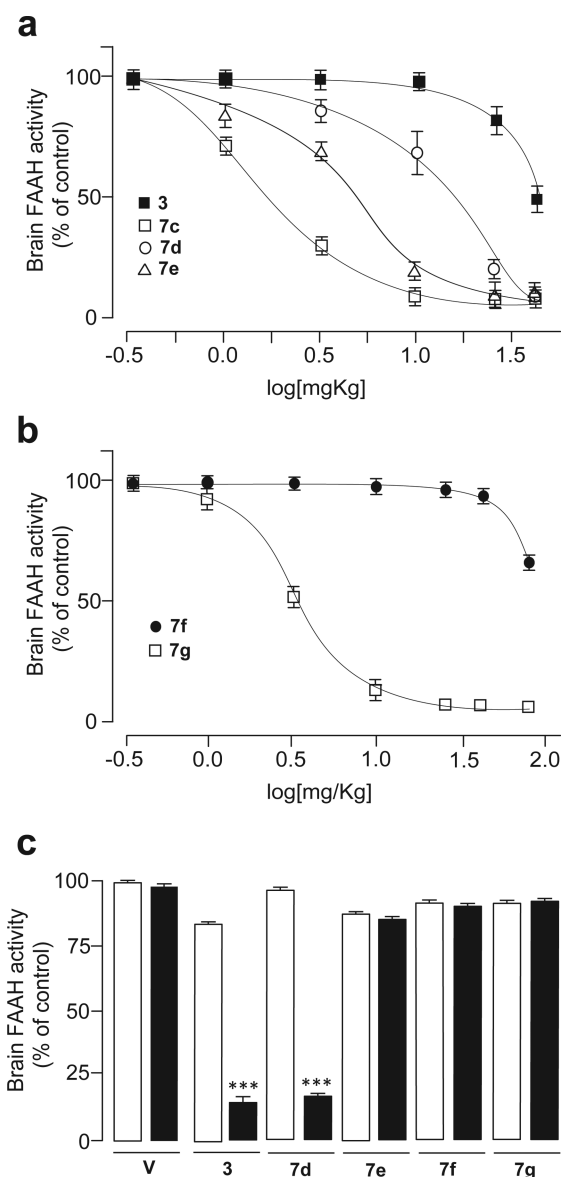 a
Brain FAAH activity
(% of control)
100
50
0
3
7c
7d
7e
-0.5 0.0 0.5 1.0 1.5
log[mgKg]
b
Brain FAAH activity
(% of control)
100
50
0
7f
7g
-0.5 0.0 0.5 1.0 1.5 2.0
log[mg/Kg]
c
Brain FAAH activity
(% of control)
100
75
50
25
0
*** ***
V 3 7d 7e 7f 7g